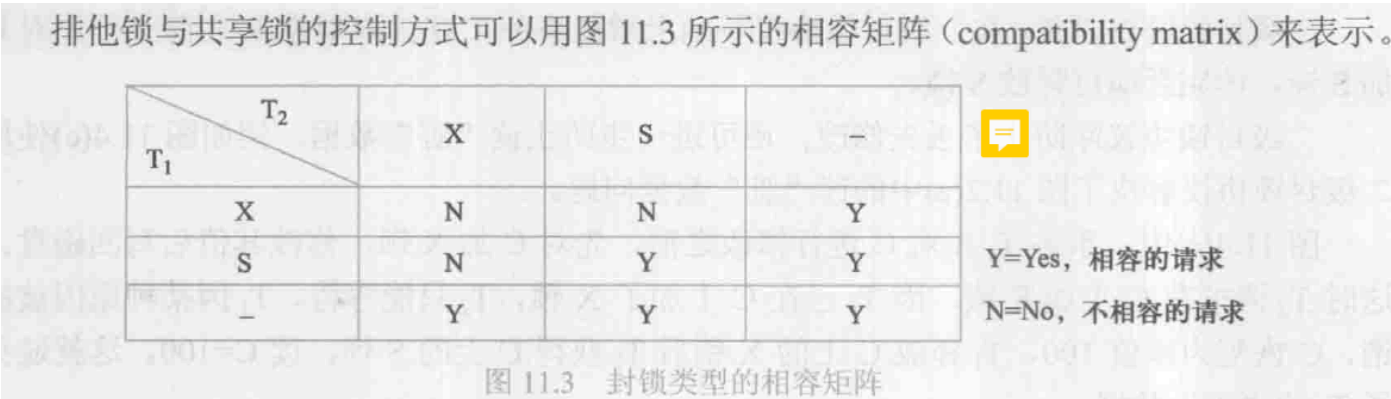 排他锁与共享锁的控制方式可以用图 11.3 所示的相容矩阵（compatibility matrix）来表示。
T₂
T₁
X S –
X N N Y
S N Y Y
– Y Y Y
Y=Yes，相容的请求
N=No，不相容的请求
图 11.3 封锁类型的相容矩阵